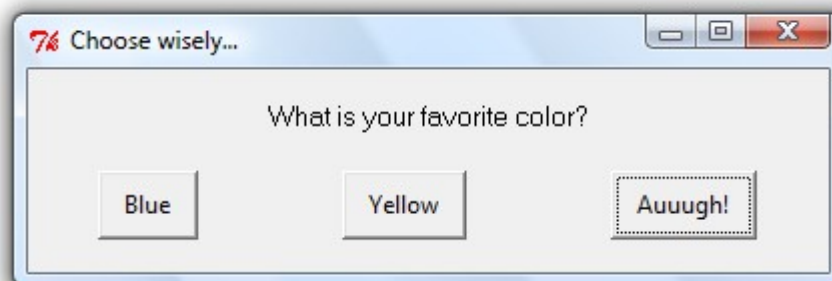 Choose wisely...
What is your favorite color?
Blue Yellow Auuugh!